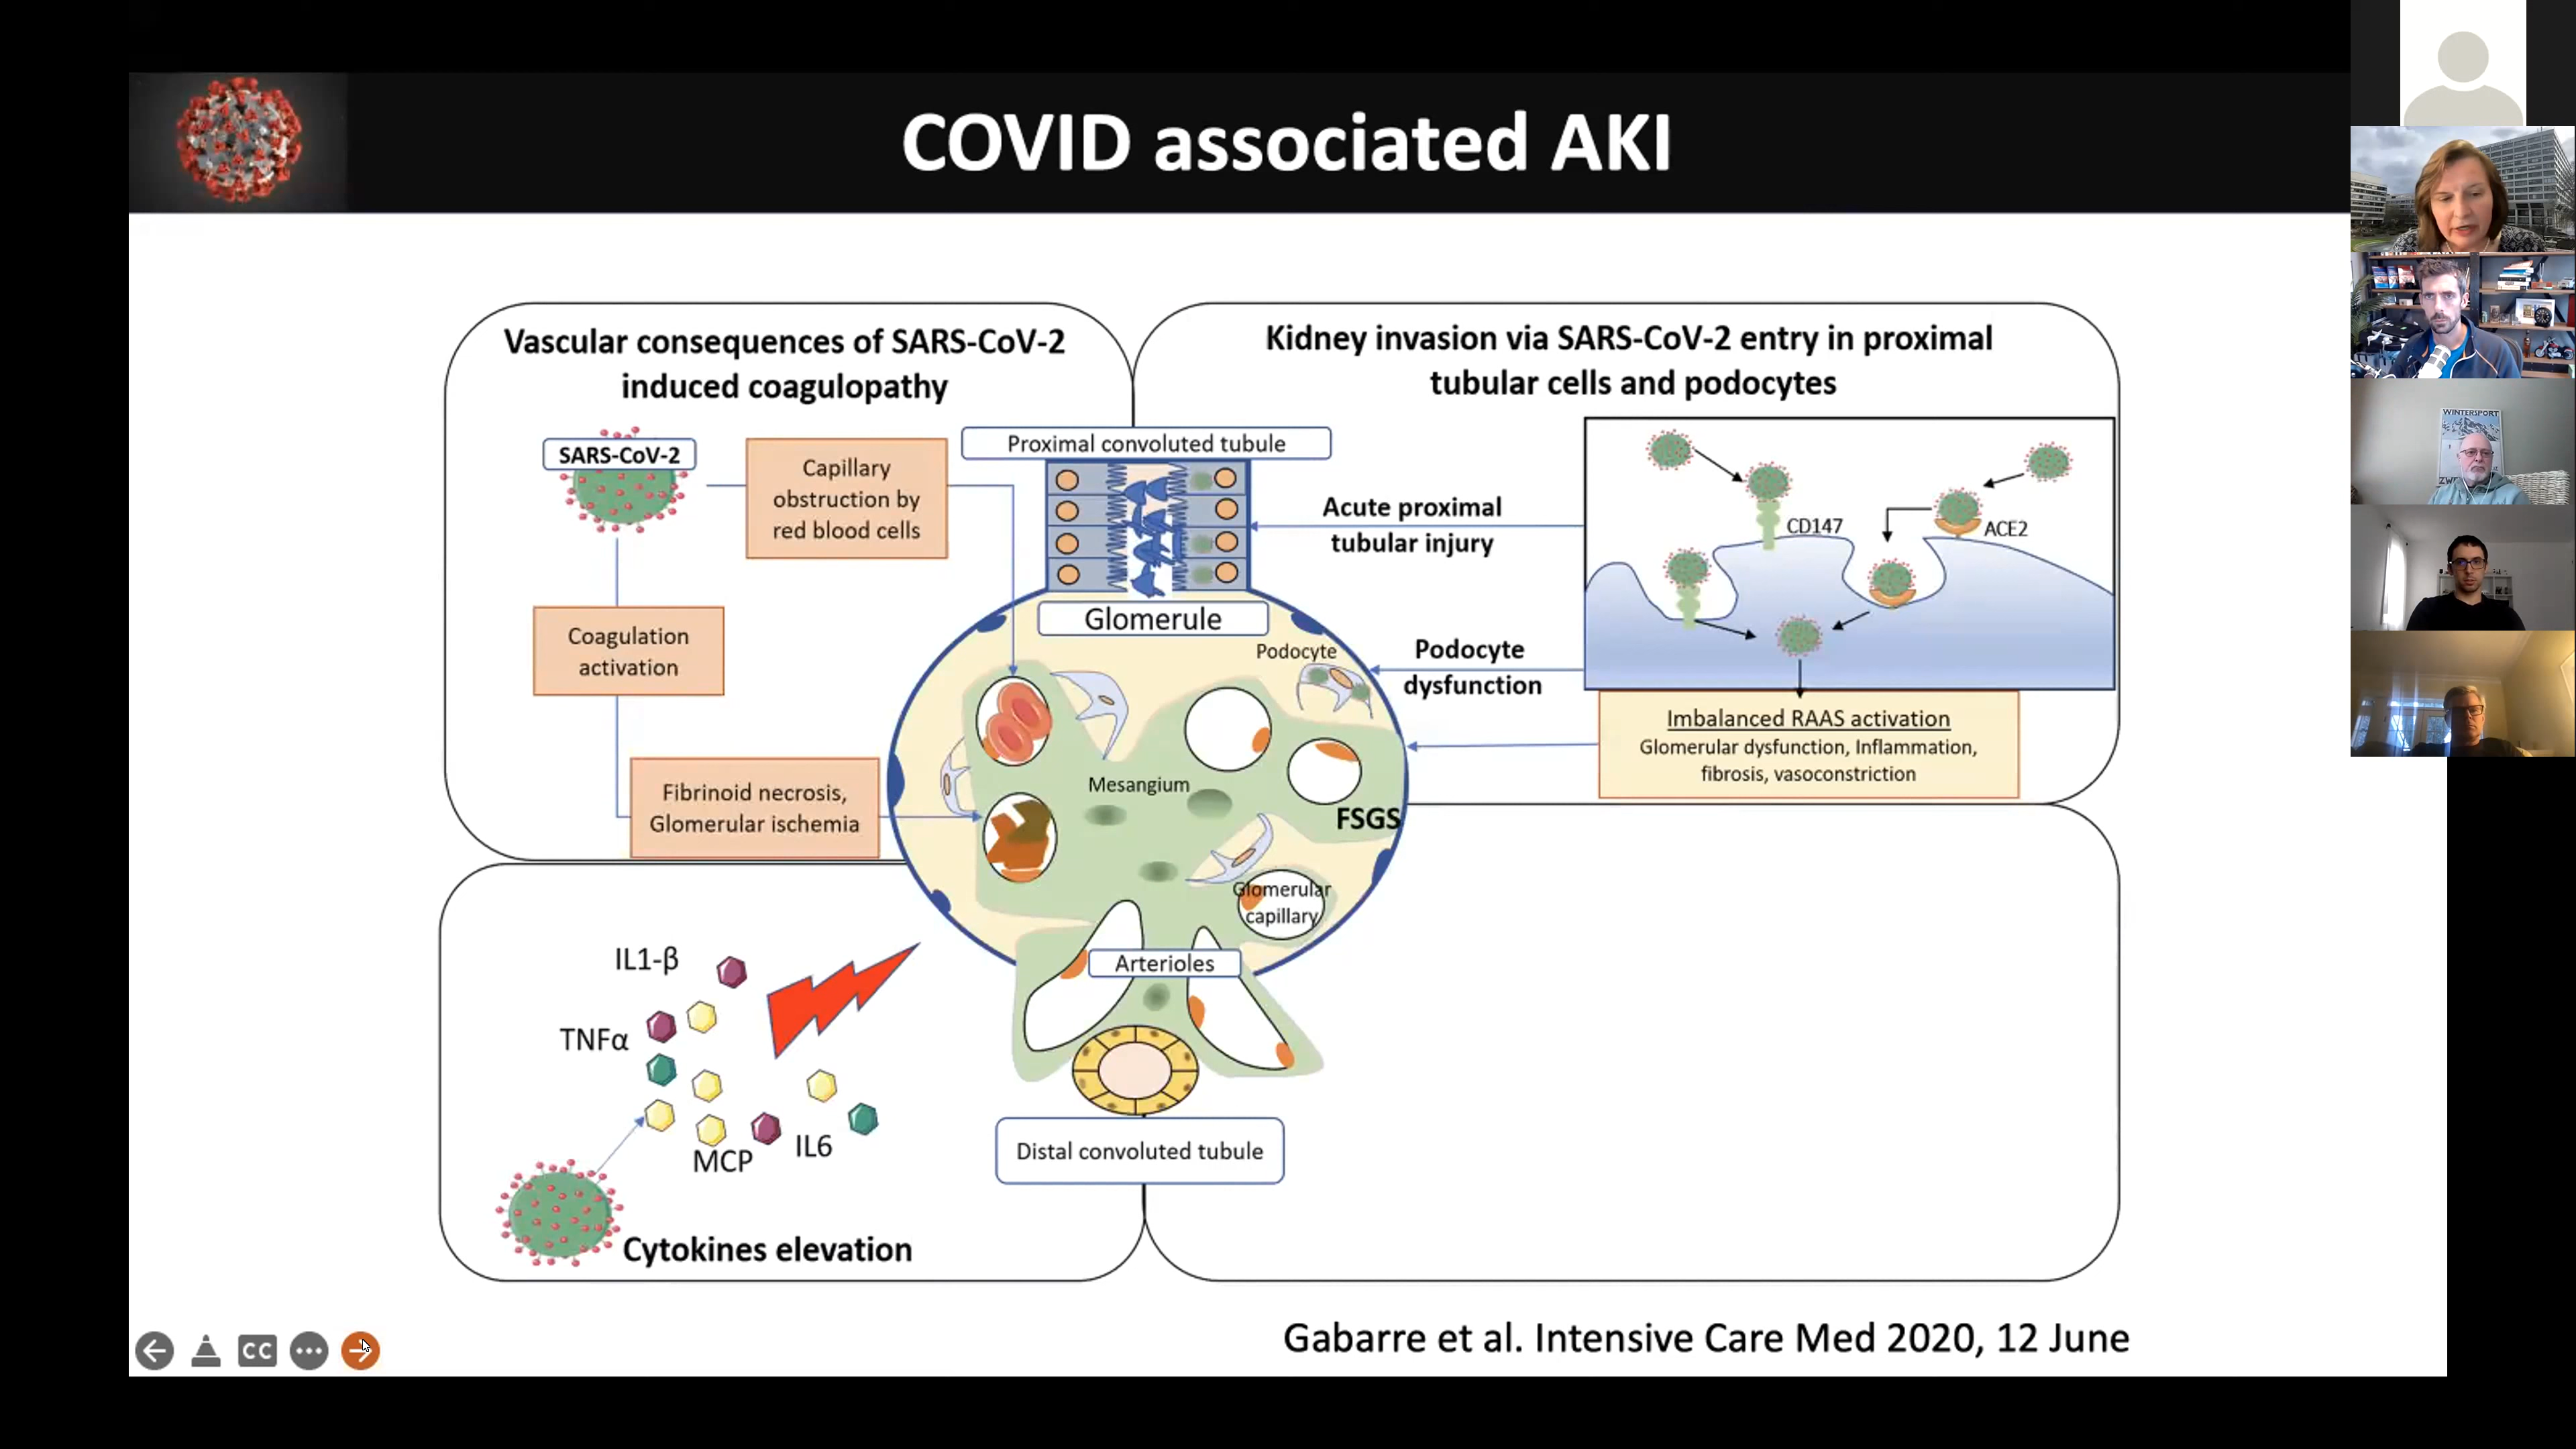 COVID associated AKI
Vascular consequences of SARS-CoV-2
induced coagulopathy
SARS-CoV-2
Capillary
obstruction by
red blood cells
Coagulation
activation
Fibrinoid necrosis,
Glomerular ischemia
Kidney invasion via SARS-CoV-2 entry in proximal
tubular cells and podocytes
Proximal convoluted tubule
Acute proximal
tubular injury
CD147
ACE2
Glomerule
Podocyte
Podocyte
dysfunction
Imbalanced RAAS activation
Glomerular dysfunction, Inflammation,
fibrosis, vasoconstriction
Mesangium
FSGS
Glomerular
capillary
Arterioles
Distal convoluted tubule
IL1-β
TNFα
MCP
IL6
Cytokines elevation
Gabarre et al. Intensive Care Med 2020, 12 June
CC
WINTERSPORT